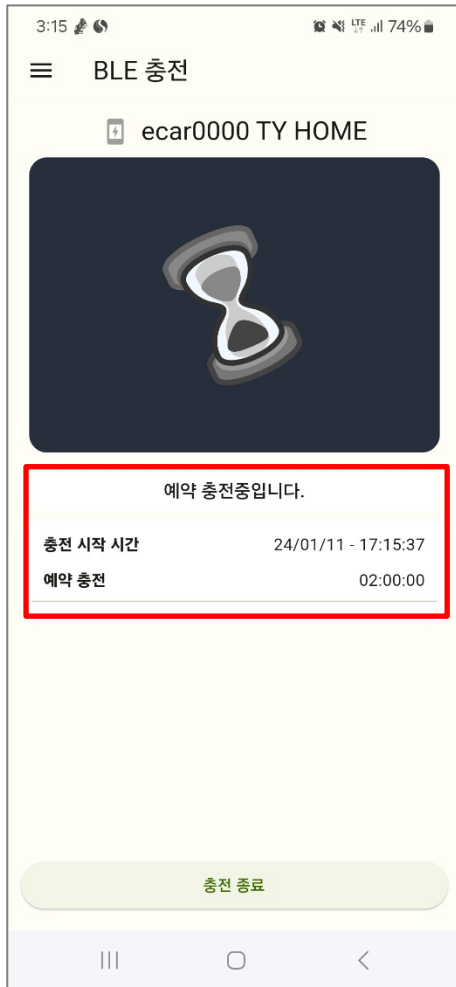 3:15 LTE 74%
BLE 충전
ecar0000 TY HOME
예약 충전중입니다.
충전 시작 시간 24/01/11 - 17:15:37
예약 충전 02:00:00
충전 종료